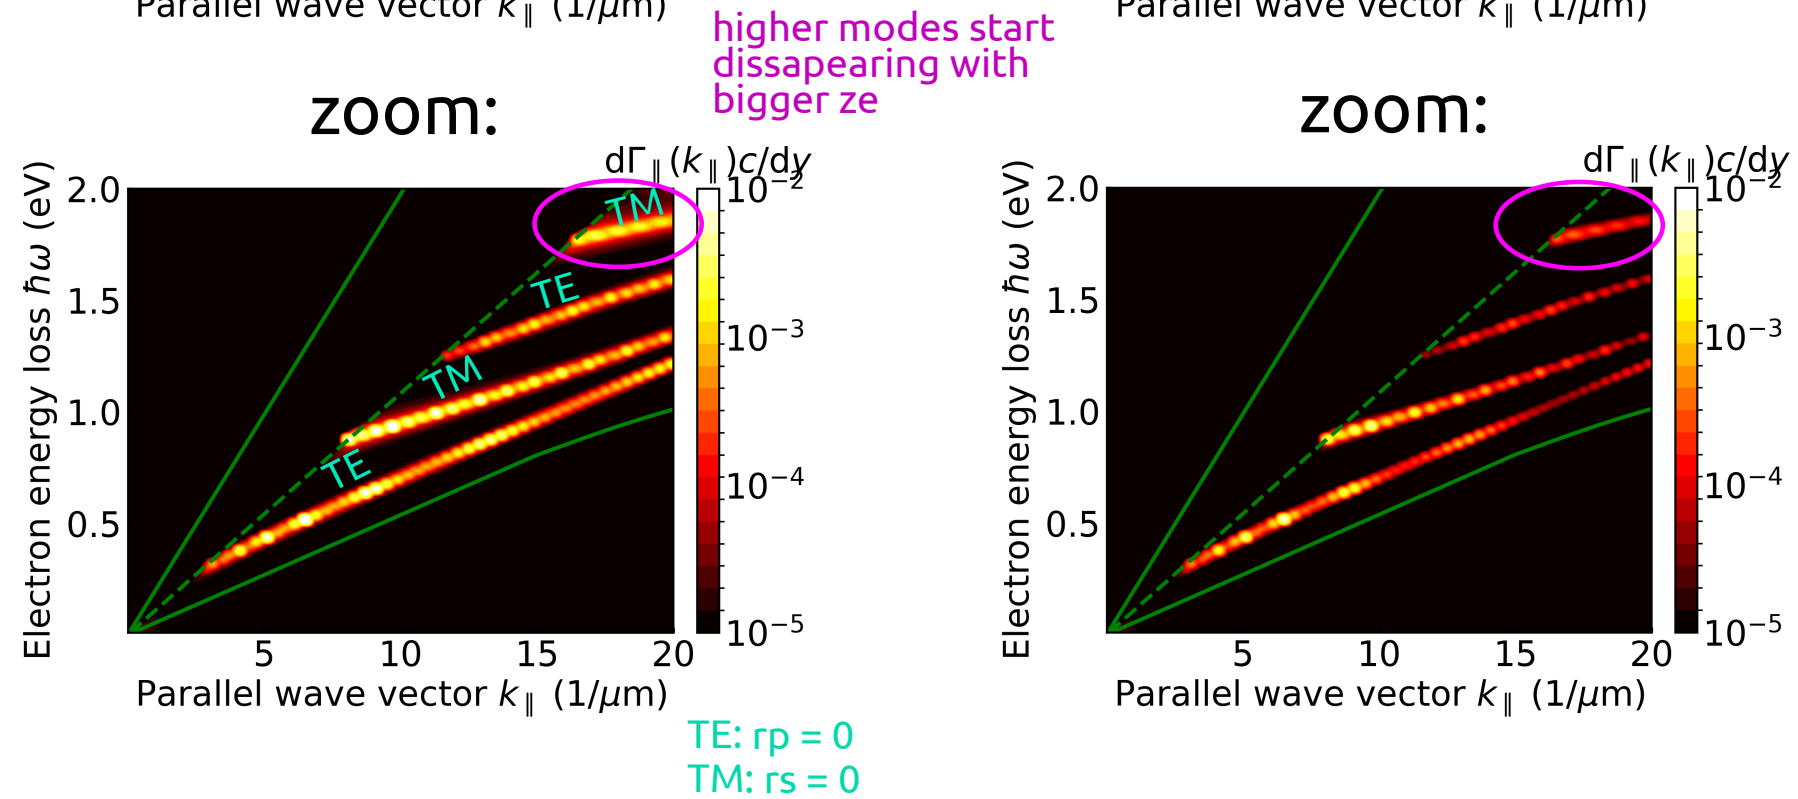 Parallel wave vector k∥ (1/μm)
Parallel wave vector k∥ (1/μm)
higher modes start
dissapearing with
bigger ze
zoom:
zoom:
dΓ∥(k∥)c/dy
Electron energy loss ħω (eV)
2.0
1.5
1.0
0.5
TM
TE
TM
TE
10⁻²
10⁻³
10⁻⁴
10⁻⁵
5 10 15 20
Parallel wave vector k∥ (1/μm)
dΓ∥(k∥)c/dy
Electron energy loss ħω (eV)
2.0
1.5
1.0
0.5
10⁻²
10⁻³
10⁻⁴
10⁻⁵
5 10 15 20
Parallel wave vector k∥ (1/μm)
TE: rp = 0
TM: rs = 0